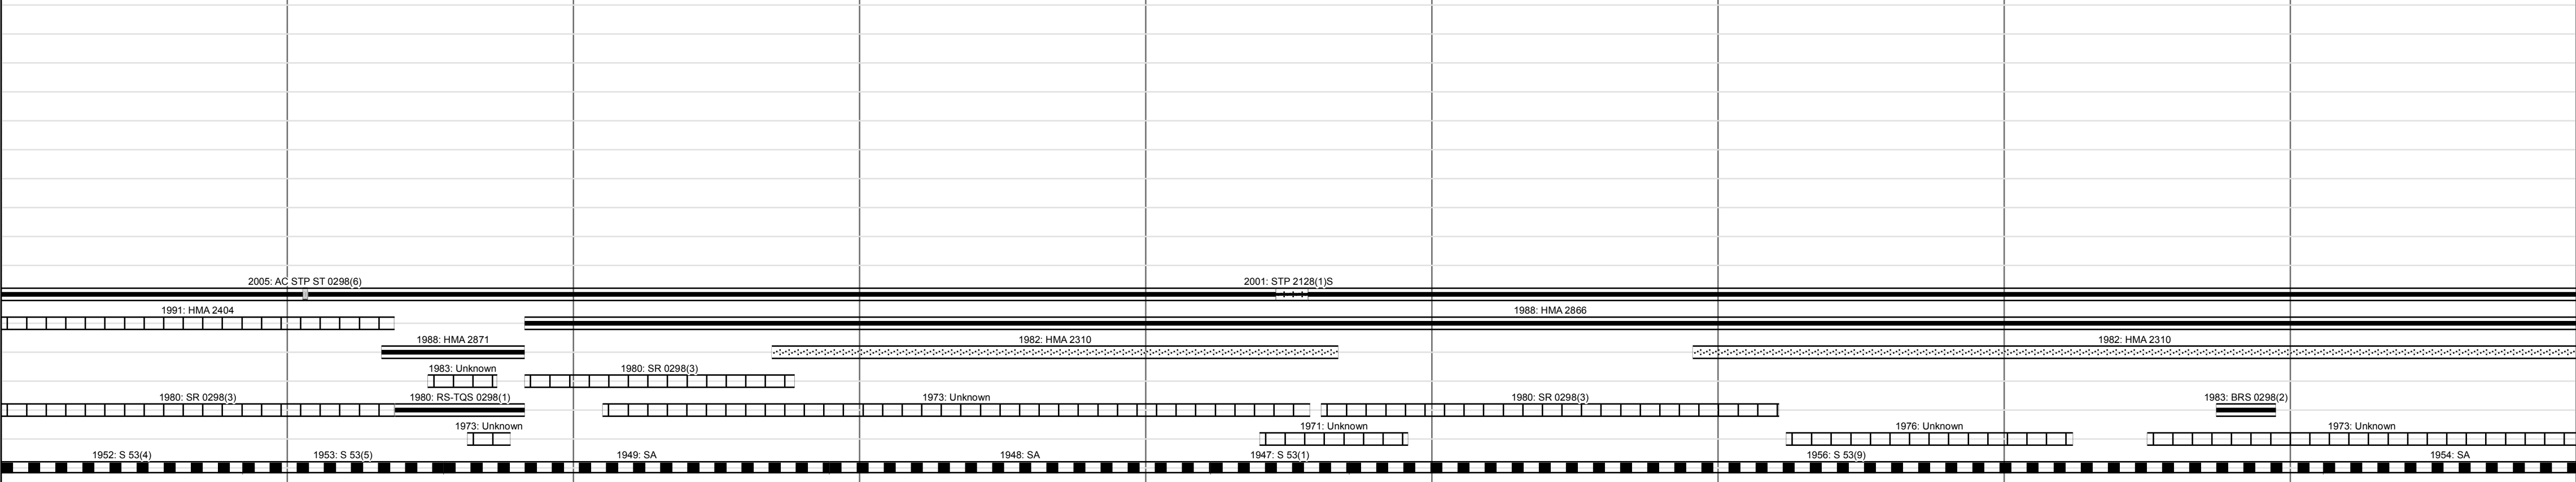 2005: AC STP ST 0298(6)
2001: STP 2128(1)S
1991: HMA 2404
1988: HMA 2866
1988: HMA 2871
1982: HMA 2310
1982: HMA 2310
1983: Unknown
1980: SR 0298(3)
1980: SR 0298(3)
1980: RS-TQS 0298(1)
1973: Unknown
1980: SR 0298(3)
1983: BRS 0298(2)
1973: Unknown
1971: Unknown
1976: Unknown
1973: Unknown
1952: S 53(4)
1953: S 53(5)
1949: SA
1948: SA
1947: S 53(1)
1956: S 53(9)
1954: SA